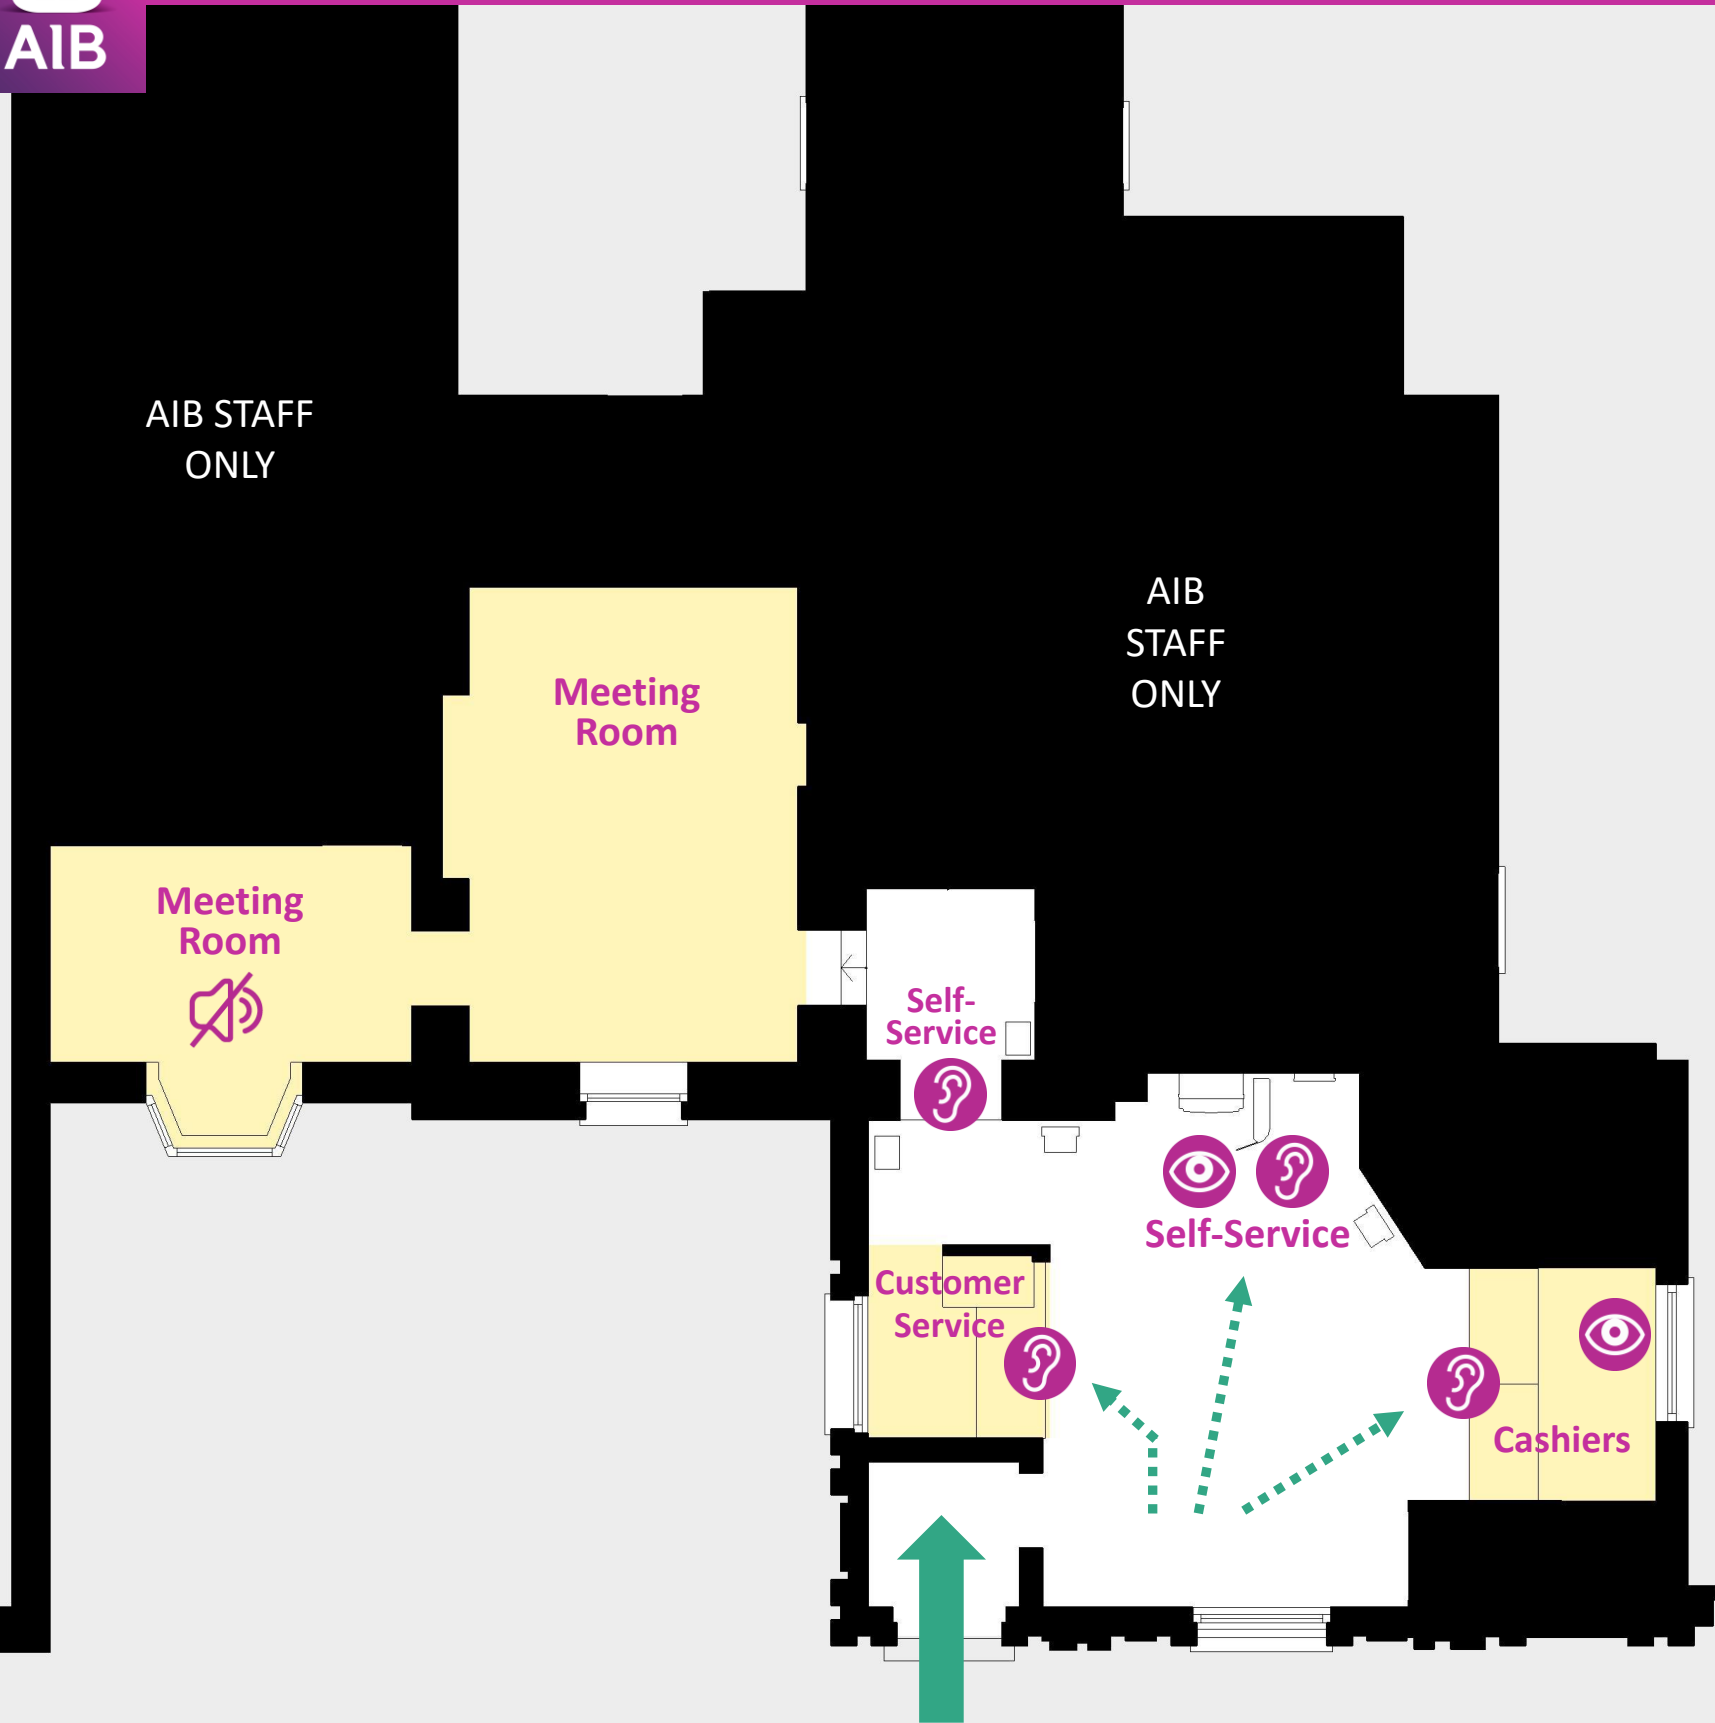 AIB
AIB STAFF
ONLY
AIB
STAFF
ONLY
Meeting
Room
Meeting
Room
Self-
Service
Self-Service
Customer
Service
Cashiers